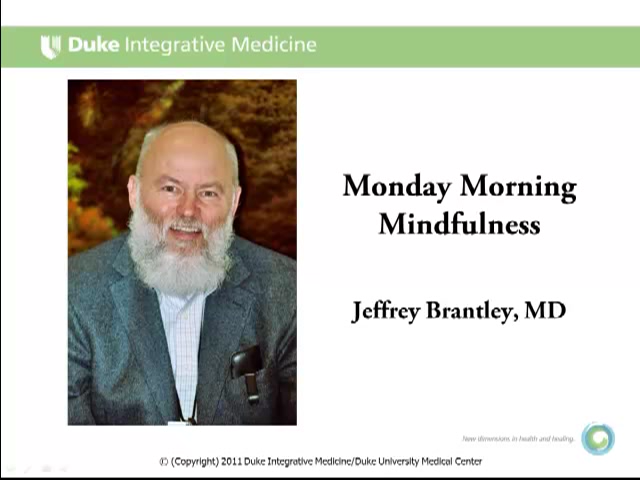 Duke Integrative Medicine
Monday Morning
Mindfulness
Jeffrey Brantley, MD
New dimensions in health and healing.
© (Copyright) 2011 Duke Integrative Medicine/Duke University Medical Center